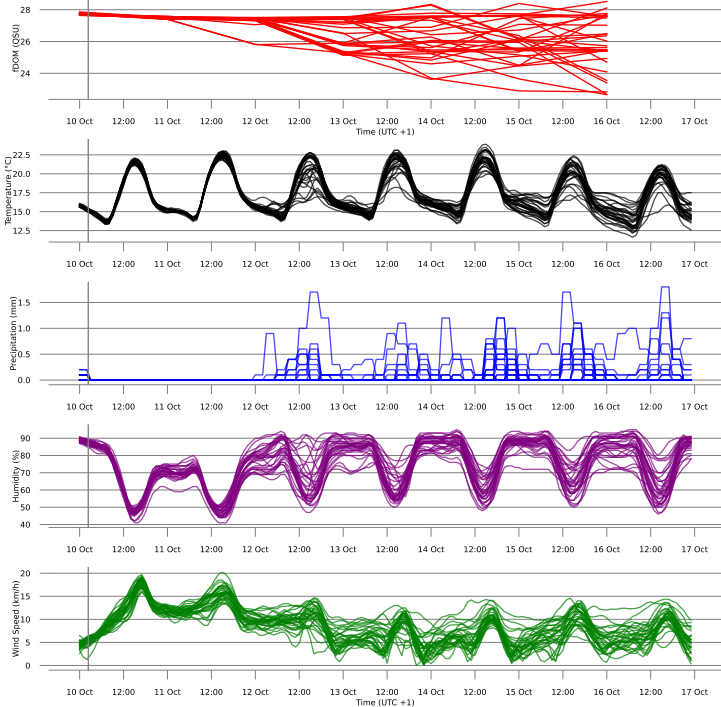 28
26
24
fDOM (QSU)
10 Oct 12:00 11 Oct 12:00 12 Oct 12:00 13 Oct 12:00 14 Oct 12:00 15 Oct 12:00 16 Oct 12:00 17 Oct
Time (UTC +1)
22.5
20.0
17.5
15.0
12.5
Temperature (°C)
10 Oct 12:00 11 Oct 12:00 12 Oct 12:00 13 Oct 12:00 14 Oct 12:00 15 Oct 12:00 16 Oct 12:00 17 Oct
1.5
1.0
0.5
0.0
Precipitation (mm)
10 Oct 12:00 11 Oct 12:00 12 Oct 12:00 13 Oct 12:00 14 Oct 12:00 15 Oct 12:00 16 Oct 12:00 17 Oct
90
80
70
60
50
40
Humidity (%)
10 Oct 12:00 11 Oct 12:00 12 Oct 12:00 13 Oct 12:00 14 Oct 12:00 15 Oct 12:00 16 Oct 12:00 17 Oct
20
15
10
5
0
Wind Speed (km/h)
10 Oct 12:00 11 Oct 12:00 12 Oct 12:00 13 Oct 12:00 14 Oct 12:00 15 Oct 12:00 16 Oct 12:00 17 Oct
Time (UTC +1)